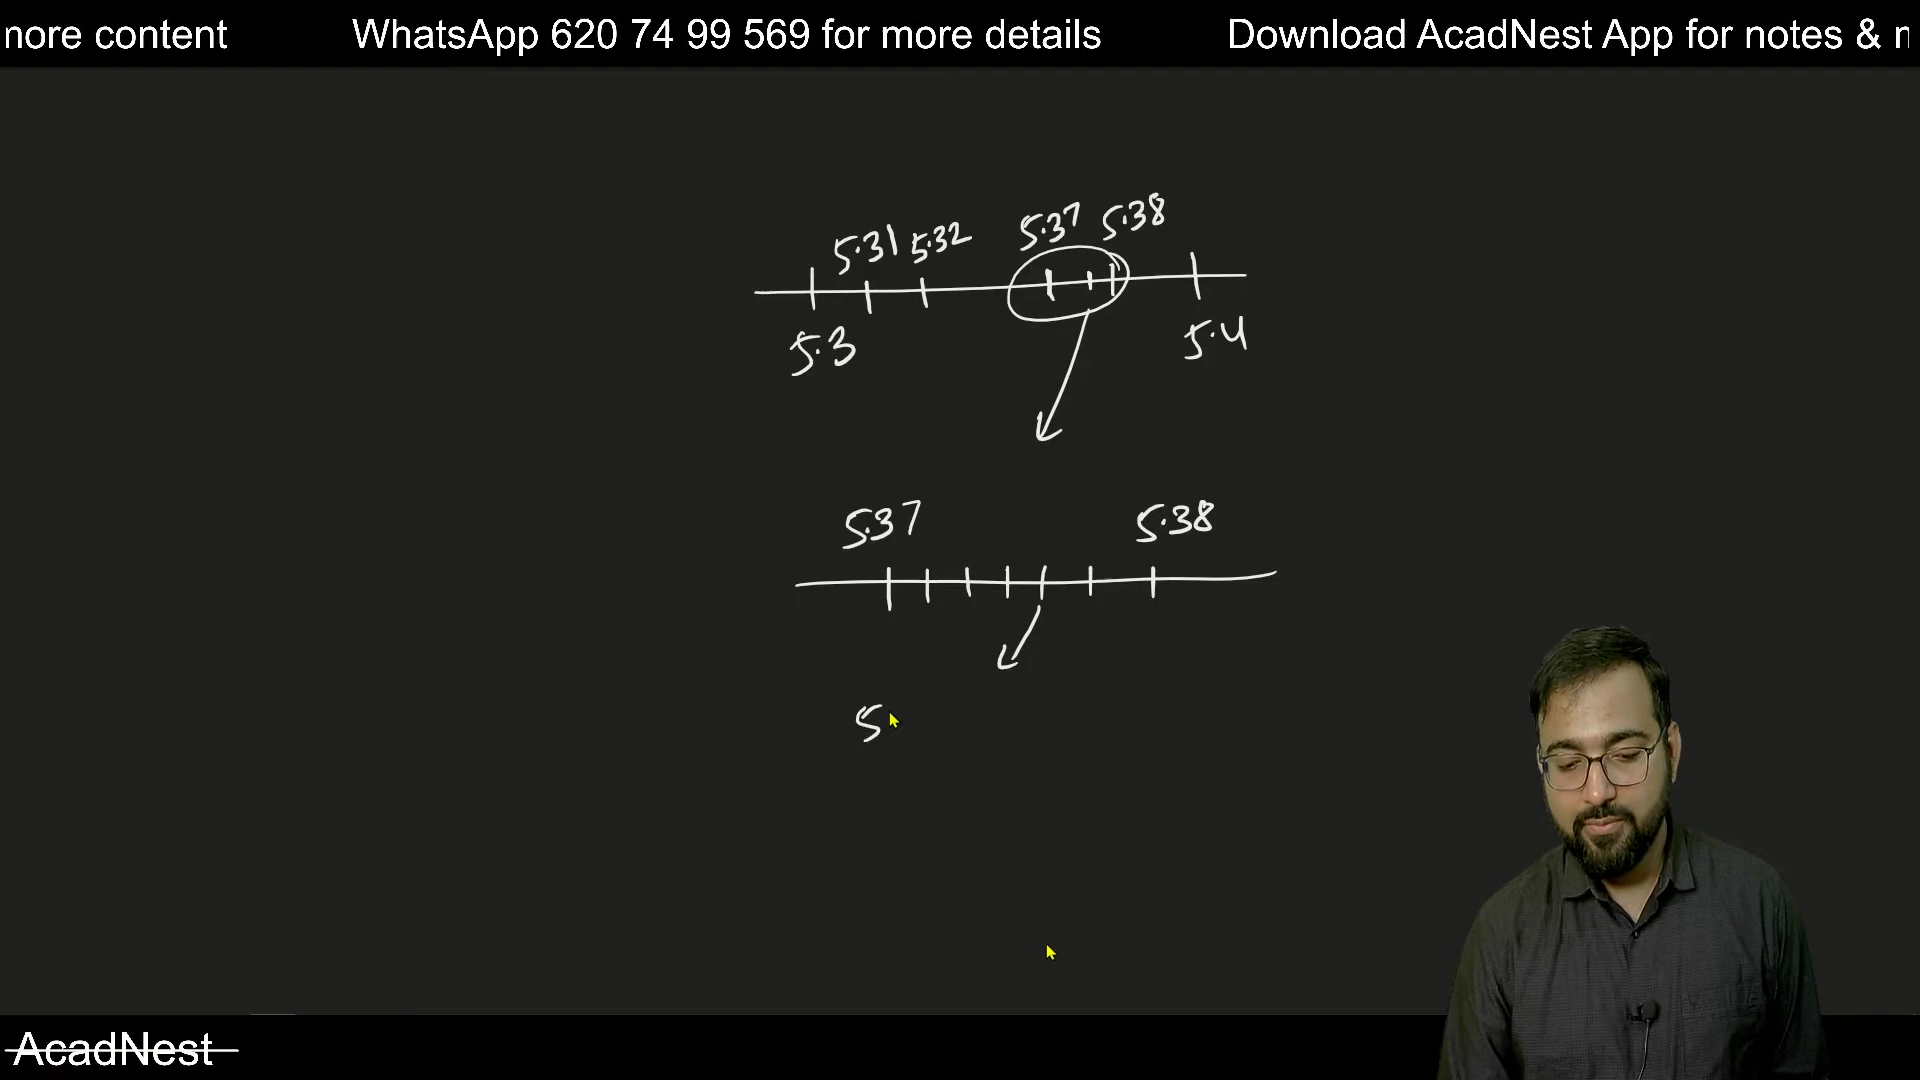 more content WhatsApp 620 74 99 569 for more details Download AcadNest App for notes &
5.31 5.32 5.37 5.38
5.3 5.4
5.37 5.38
5
AcadNest